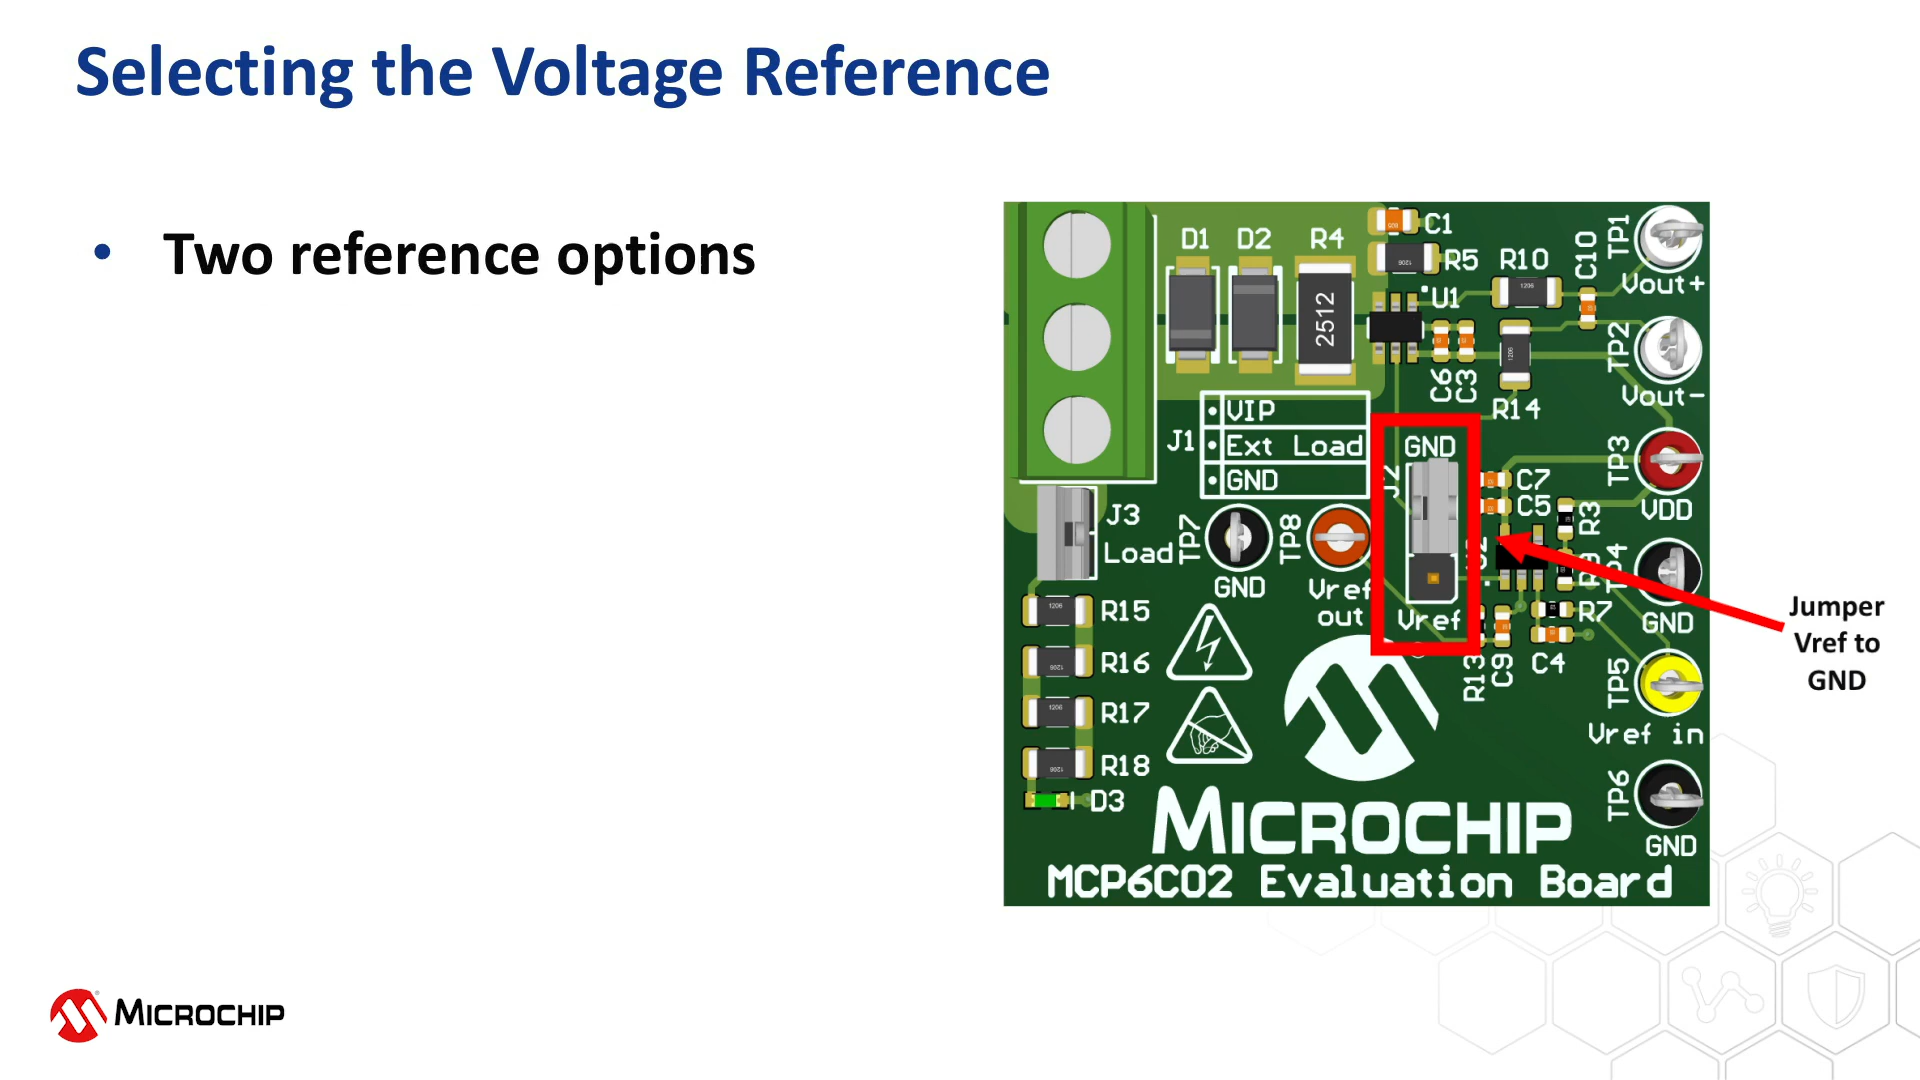 Selecting the Voltage Reference
• Two reference options
C1
D1 D2 R4
R5 R10
C10
TP1
Vout+
U1
2512
C6
C3
R14
TP2
Vout-
J1
VIP
Ext Load
GND
GND
J2
C7
C5
R3
TP3
VDD
J3
Load
TP7
GND
TP8
Vref
out
Vref
U2
R9
TP4
GND
R7
C4
C9
R13
Jumper
Vref to
GND
R15
R16
R17
R18
D3
TP5
Vref in
TP6
GND
MICROCHIP
MCP6C02 Evaluation Board
MICROCHIP